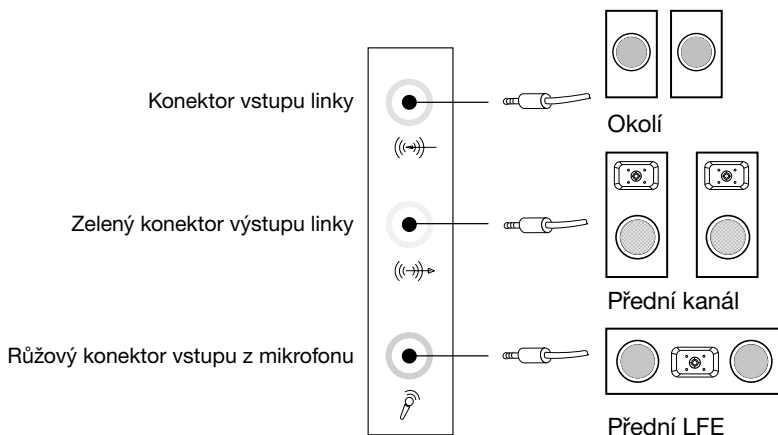 Konektor vstupu linky
Okolí
Zelený konektor výstupu linky
Přední kanál
Růžový konektor vstupu z mikrofonu
Přední LFE